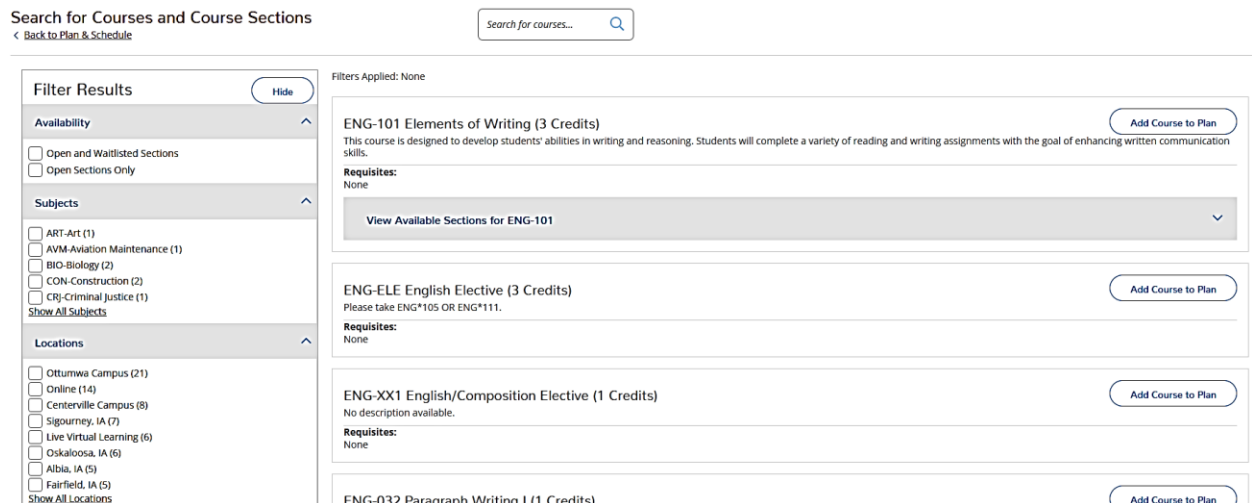 Search for Courses and Course Sections
< Back to Plan & Schedule
Search for courses...
Filter Results
Hide
Availability
Open and Waitlisted Sections
Open Sections Only
Subjects
ART-Art (1)
AVM-Aviation Maintenance (1)
BIO-Biology (2)
CON-Construction (2)
CRJ-Criminal Justice (1)
Show All Subjects
Locations
Ottumwa Campus (21)
Online (14)
Centerville Campus (8)
Sigourney, IA (7)
Live Virtual Learning (6)
Oskaloosa, IA (6)
Albia, IA (5)
Fairfield, IA (5)
Show All Locations
Filters Applied: None
ENG-101 Elements of Writing (3 Credits)
Add Course to Plan
This course is designed to develop students' abilities in writing and reasoning. Students will complete a variety of reading and writing assignments with the goal of enhancing written communication
skills.
Requisites:
None
View Available Sections for ENG-101
ENG-ELE English Elective (3 Credits)
Add Course to Plan
Please take ENG*105 OR ENG*111.
Requisites:
None
ENG-XX1 English/Composition Elective (1 Credits)
Add Course to Plan
No description available.
Requisites:
None
ENG-032 Paragraph Writing I (1 Credits)
Add Course to Plan